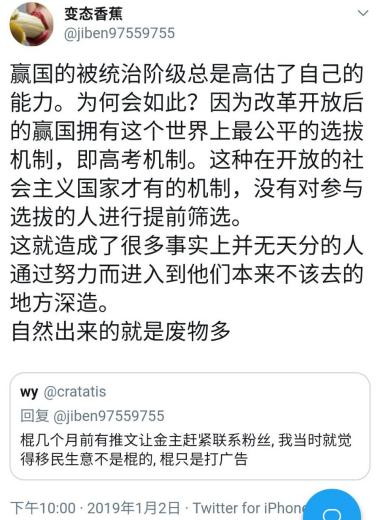 变态香蕉
@jiben97559755
赢国的被统治阶级总是高估了自己的
能力。为何会如此？因为改革开放后
的赢国拥有这个世界上最公平的选拔
机制，即高考机制。这种在开放的社
会主义国家才有的机制，没有对参与
选拔的人进行提前筛选。
这就造成了很多事实上并无天分的人
通过努力而进入到他们本来不该去的
地方深造。
自然出来的就是废物多
wy @cratatis
回复 @jiben97559755
棍几个月前有推文让金主赶紧联系粉丝, 我当时就觉
得移民生意不是棍的, 棍只是打广告
下午10:00 · 2019年1月2日 · Twitter for iPhone